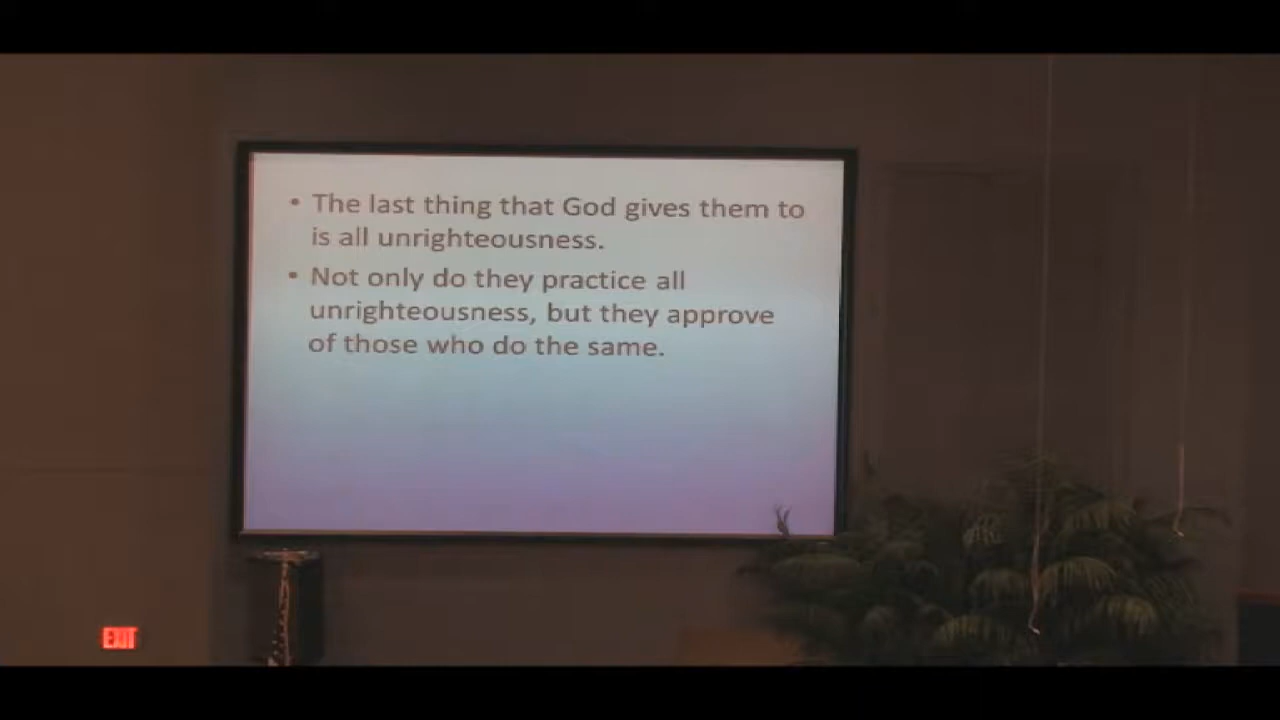 • The last thing that God gives them to
is all unrighteousness.
• Not only do they practice all
unrighteousness, but they approve
of those who do the same.
EXIT